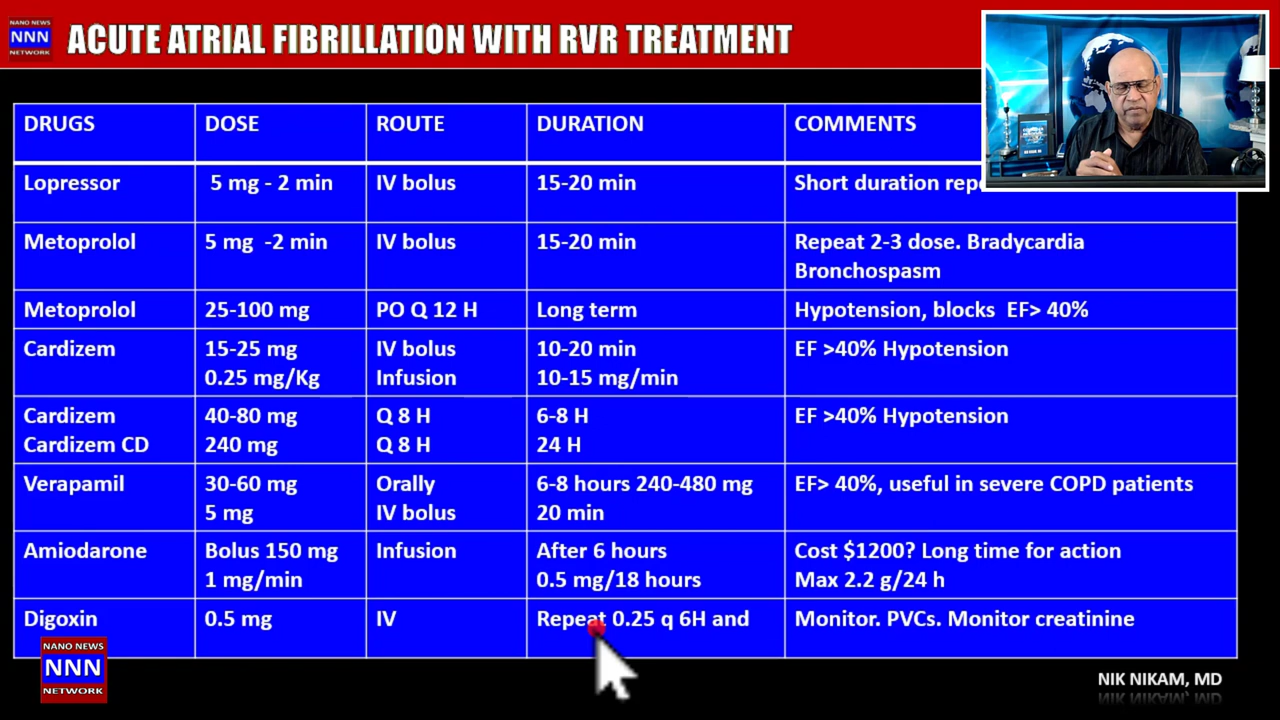 NANO NEWS
NNN
NETWORK
ACUTE ATRIAL FIBRILLATION WITH RVR TREATMENT
DRUGS DOSE ROUTE DURATION COMMENTS
Lopressor 5 mg - 2 min IV bolus 15-20 min Short duration
Metoprolol 5 mg -2 min IV bolus 15-20 min Repeat 2-3 dose. Bradycardia
Bronchospasm
Metoprolol 25-100 mg PO Q 12 H Long term Hypotension, blocks EF> 40%
Cardizem 15-25 mg IV bolus 10-20 min EF >40% Hypotension
0.25 mg/Kg Infusion 10-15 mg/min
Cardizem 40-80 mg Q 8 H 6-8 H EF >40% Hypotension
Cardizem CD 240 mg Q 8 H 24 H
Verapamil 30-60 mg Orally 6-8 hours 240-480 mg EF> 40%, useful in severe COPD patients
5 mg IV bolus 20 min
Amiodarone Bolus 150 mg Infusion After 6 hours Cost $1200? Long time for action
1 mg/min 0.5 mg/18 hours Max 2.2 g/24 h
Digoxin 0.5 mg IV Repeat 0.25 q 6H and Monitor. PVCs. Monitor creatinine
NANO NEWS
NNN
NETWORK
NIK NIKAM, MD